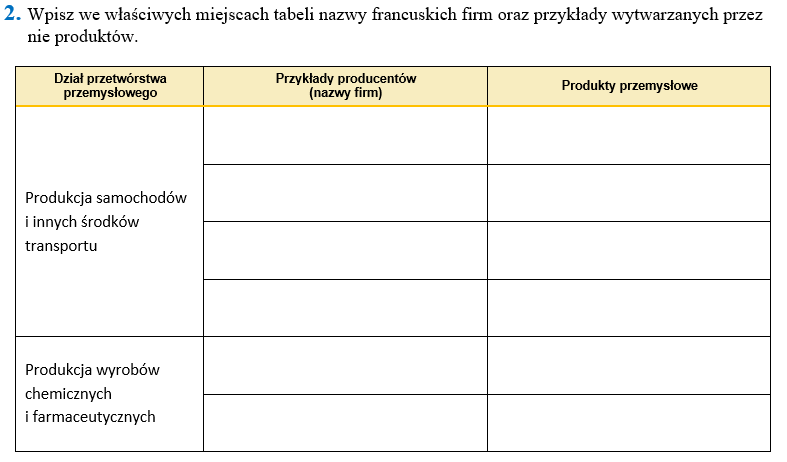 2. Wpisz we właściwych miejscach tabeli nazwy francuskich firm oraz przykłady wytwarzanych przez
nie produktów.
Dział przetwórstwa
przemysłowego
Przykłady producentów
(nazwy firm)
Produkty przemysłowe
Produkcja samochodów
i innych środków
transportu
Produkcja wyrobów
chemicznych
i farmaceutycznych